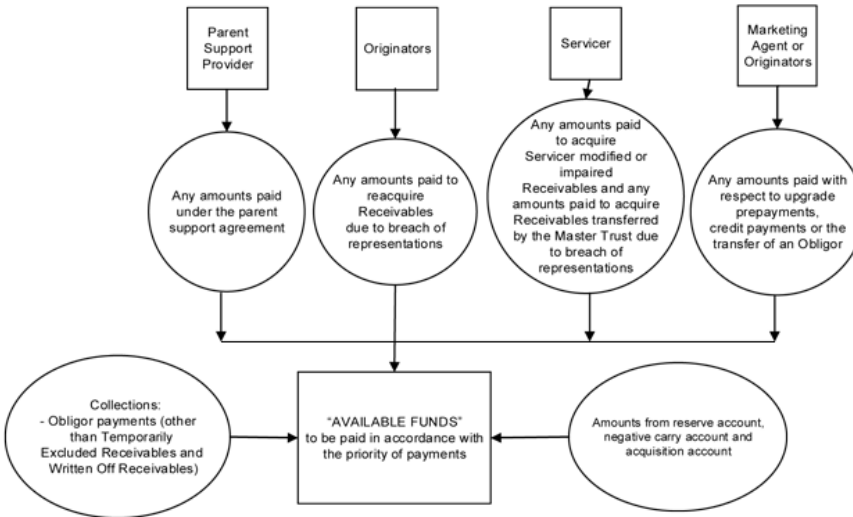 Parent
Support
Provider
Originators
Servicer
Marketing
Agent or
Originators
Any amounts paid
under the parent
support agreement
Any amounts paid to
reacquire
Receivables
due to breach of
representations
Any amounts paid
to acquire
Servicer modified or
impaired
Receivables and any
amounts paid to acquire
Receivables transferred
by the Master Trust due
to breach of
representations
Any amounts paid with
respect to upgrade
prepayments,
credit payments or the
transfer of an Obligor
Collections:
- Obligor payments (other
than Temporarily
Excluded Receivables and
Written Off Receivables)
“AVAILABLE FUNDS”
to be paid in accordance with
the priority of payments
Amounts from reserve account,
negative carry account and
acquisition account